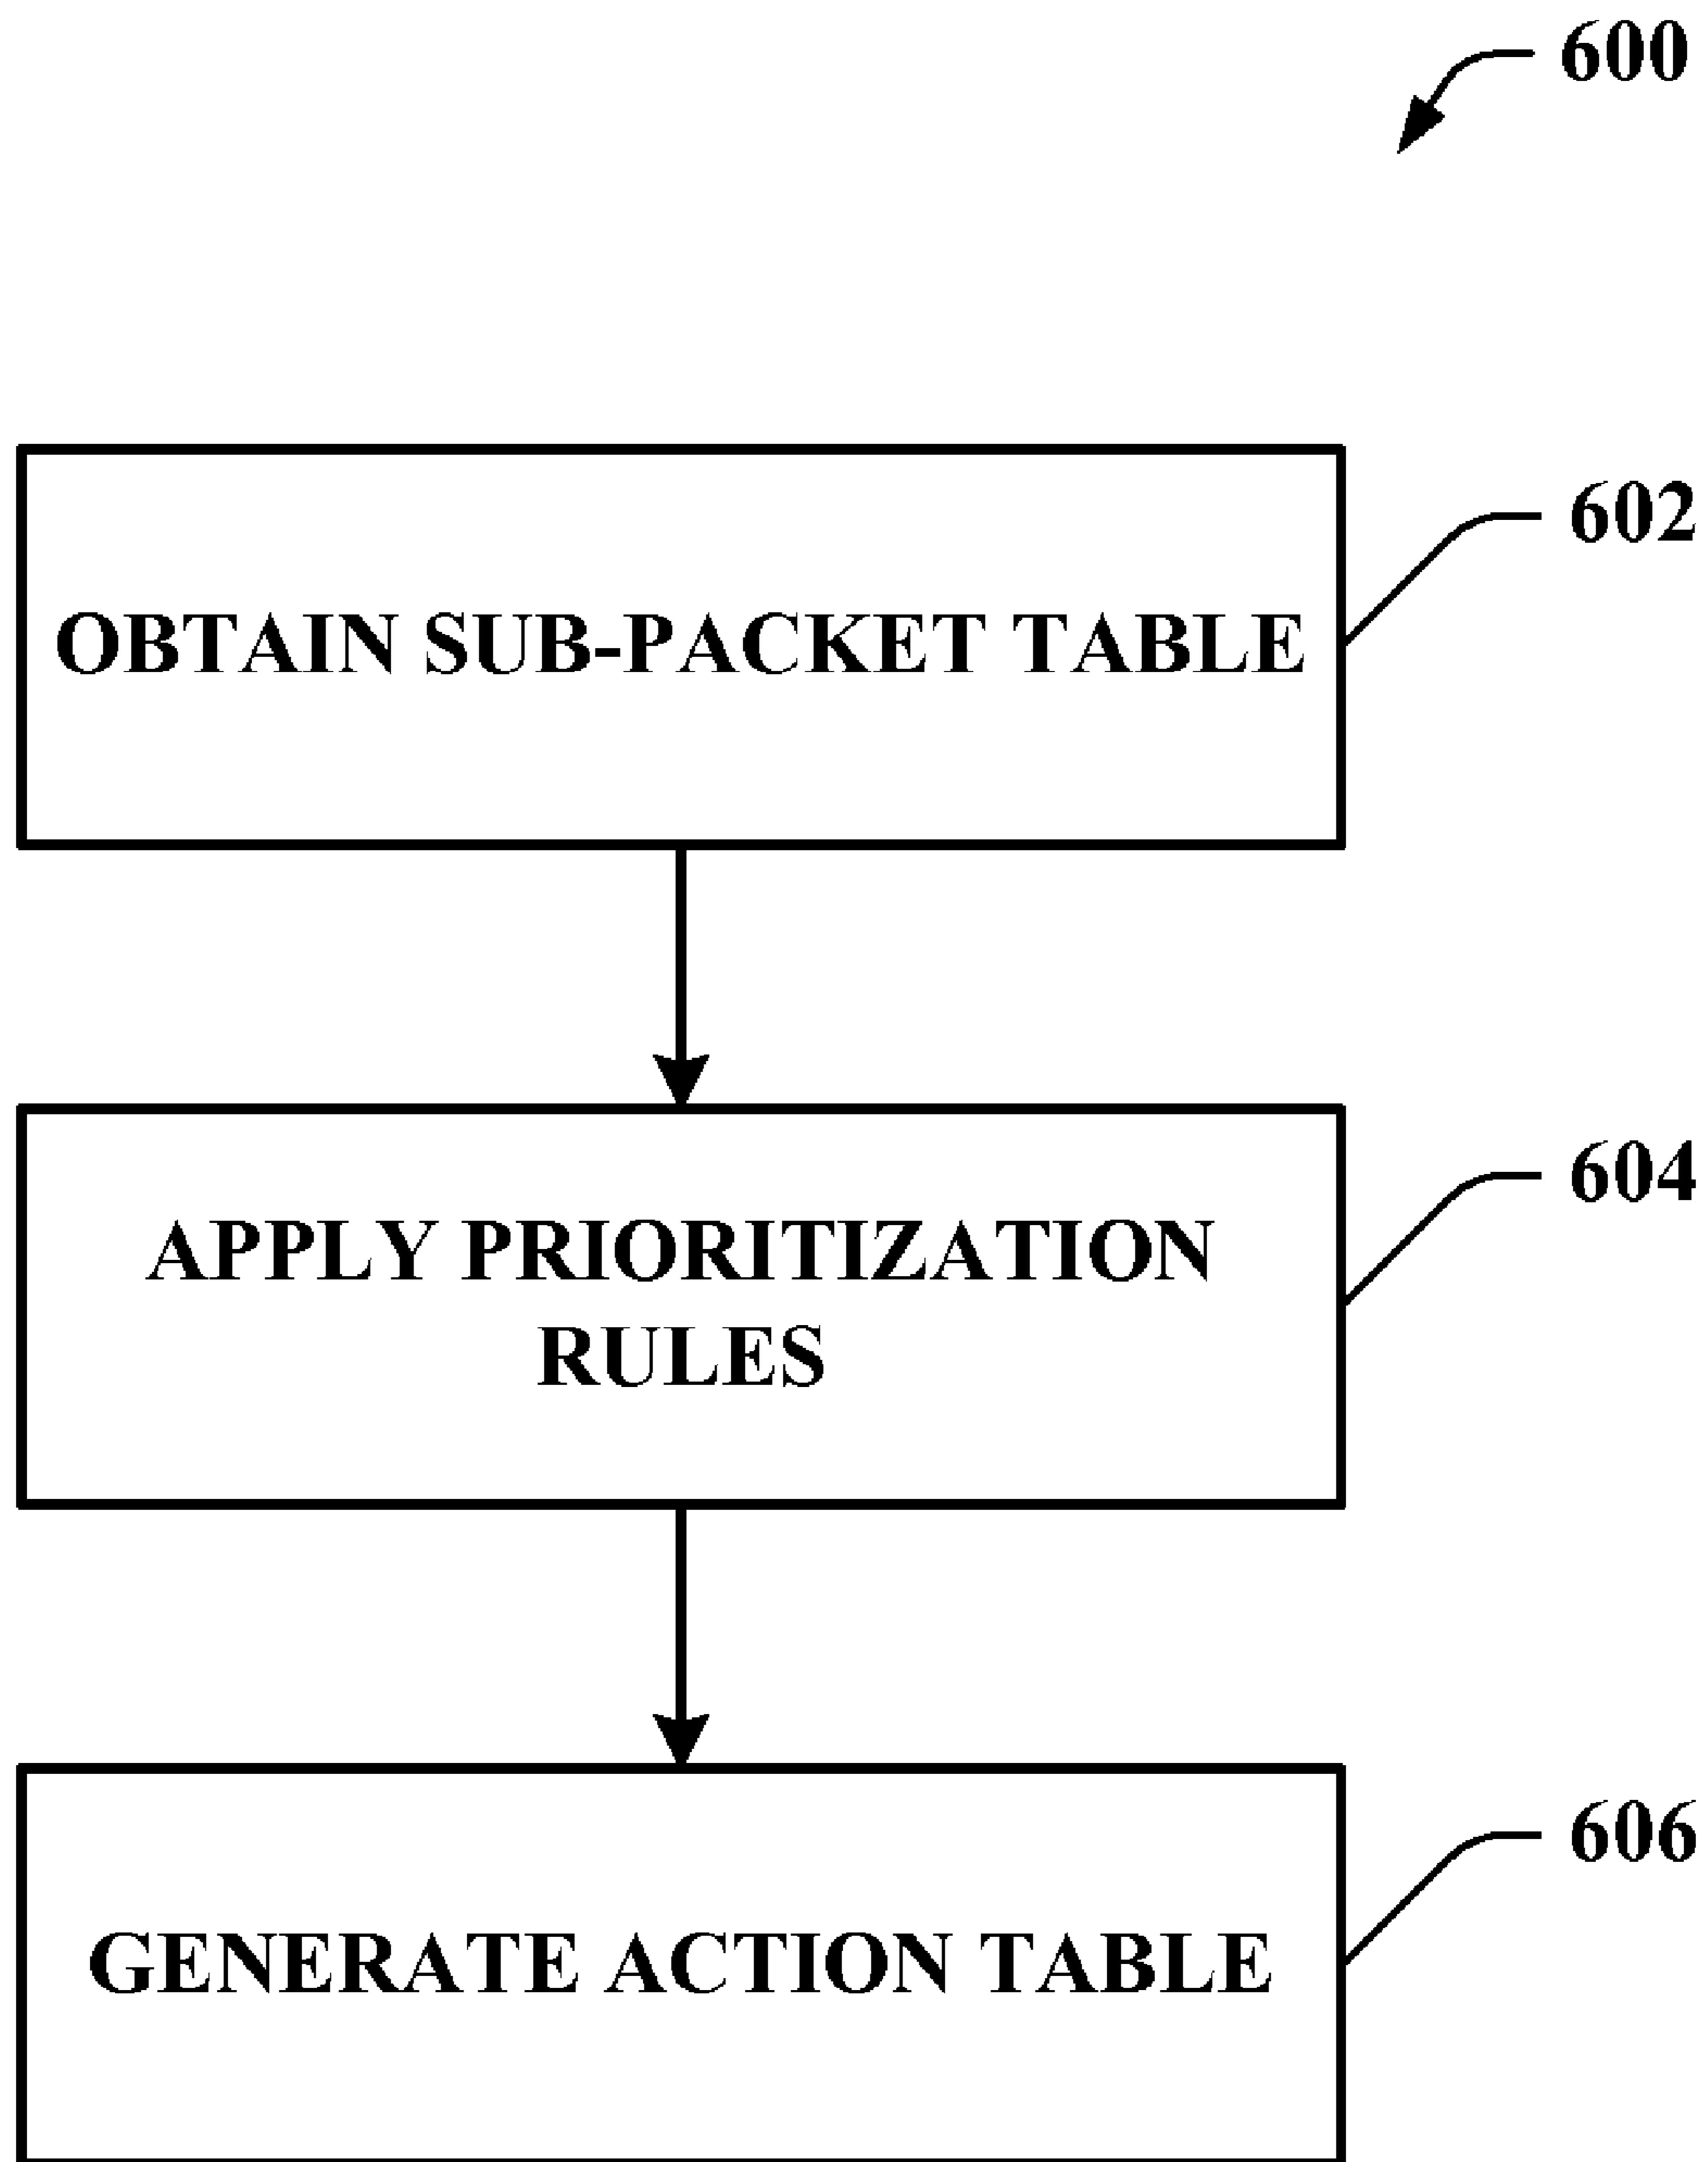 600
602
OBTAIN SUB-PACKET TABLE
604
APPLY PRIORITIZATION
RULES
606
GENERATE ACTION TABLE